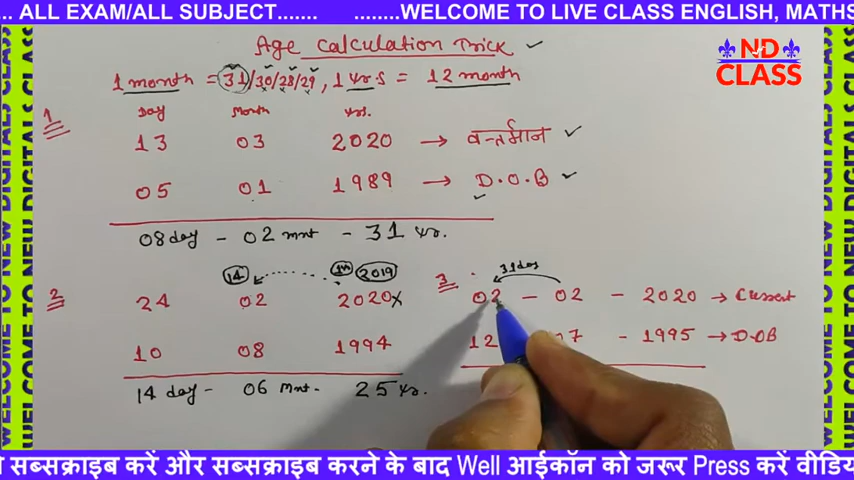 ... ALL EXAM/ALL SUBJECT....... ........WELCOME TO LIVE CLASS ENGLISH, MATHS
Age Calculation Trick
ND
CLASS
1 month = 31/30/28/29, 1 yrs = 12 month
Day Month Yrs.
1
13 03 2020 → वर्तमान
05 01 1989 → D.O.B
08 day - 02 mnt - 31 yr.
14 2019
2
24 02 2020 x
10 08 1994
14 day - 06 mnt. 25 yr.
31 day
3
02 - 02 - 2020 → Current
12 07 - 1995 → D.O.B
सब्सक्राइब करें और सब्सक्राइब करने के बाद Well आईकॉन को जरूर Press करें वीडिय
WELCOME TO NEW DIGITALS CLASS